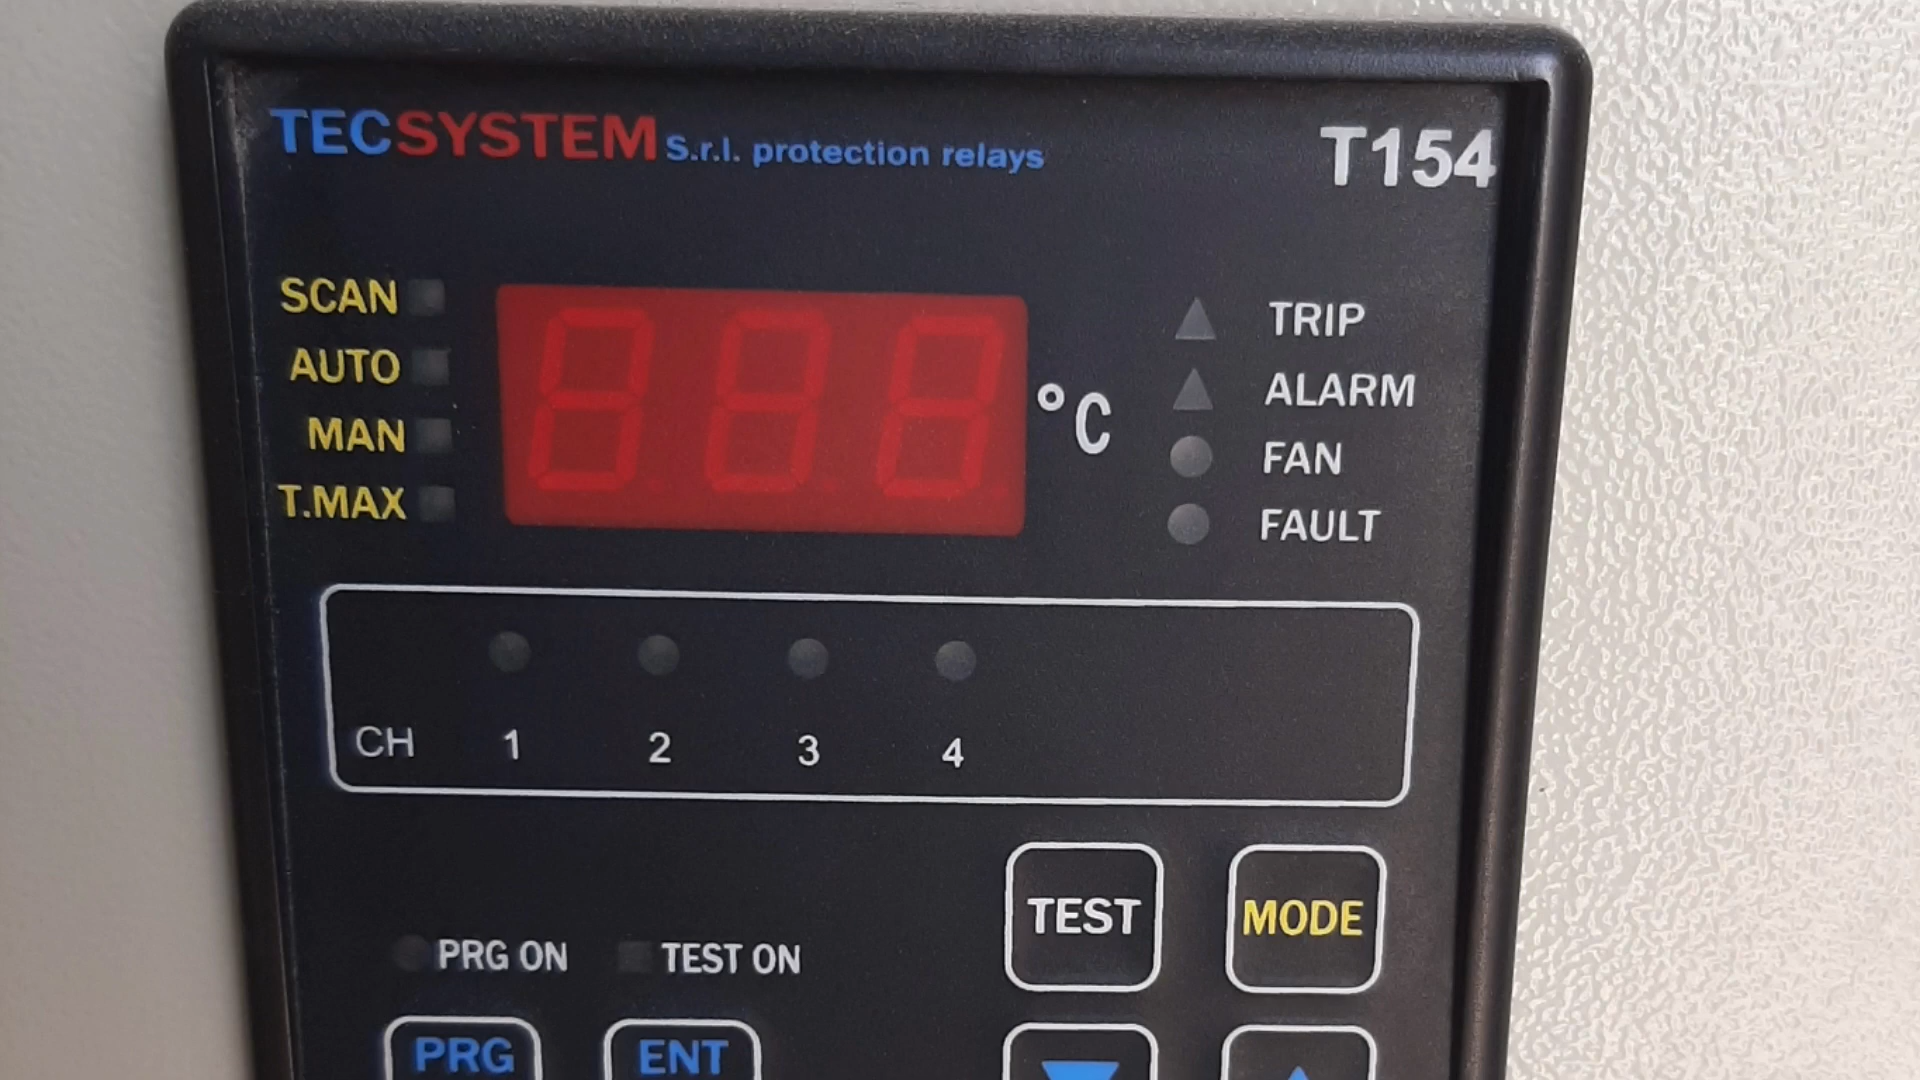 TECSYSTEM S.r.l. protection relays T154
SCAN
AUTO
MAN
T.MAX
°C
TRIP
ALARM
FAN
FAULT
CH 1 2 3 4
TEST MODE
PRG ON TEST ON
PRG ENT